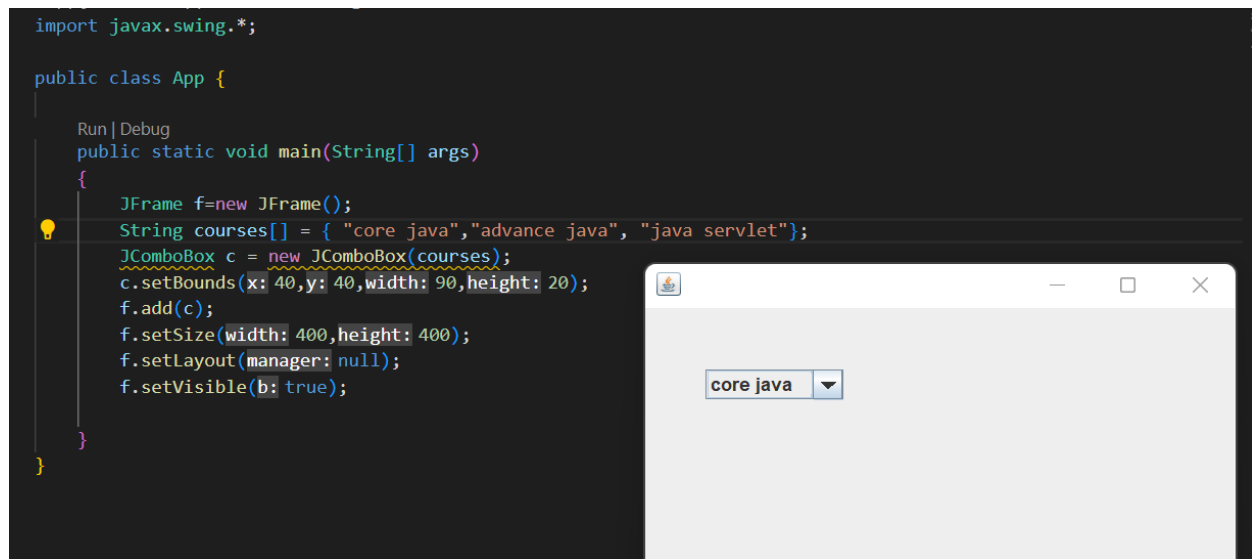 import javax.swing.*;
public class App {
Run | Debug
public static void main(String[] args)
{
JFrame f=new JFrame();
String courses[] = { "core java","advance java", "java servlet"};
JComboBox c = new JComboBox(courses);
c.setBounds(x: 40,y: 40,width: 90,height: 20);
f.add(c);
f.setSize(width: 400,height: 400);
f.setLayout(manager: null);
f.setVisible(b: true);
}
}
core java